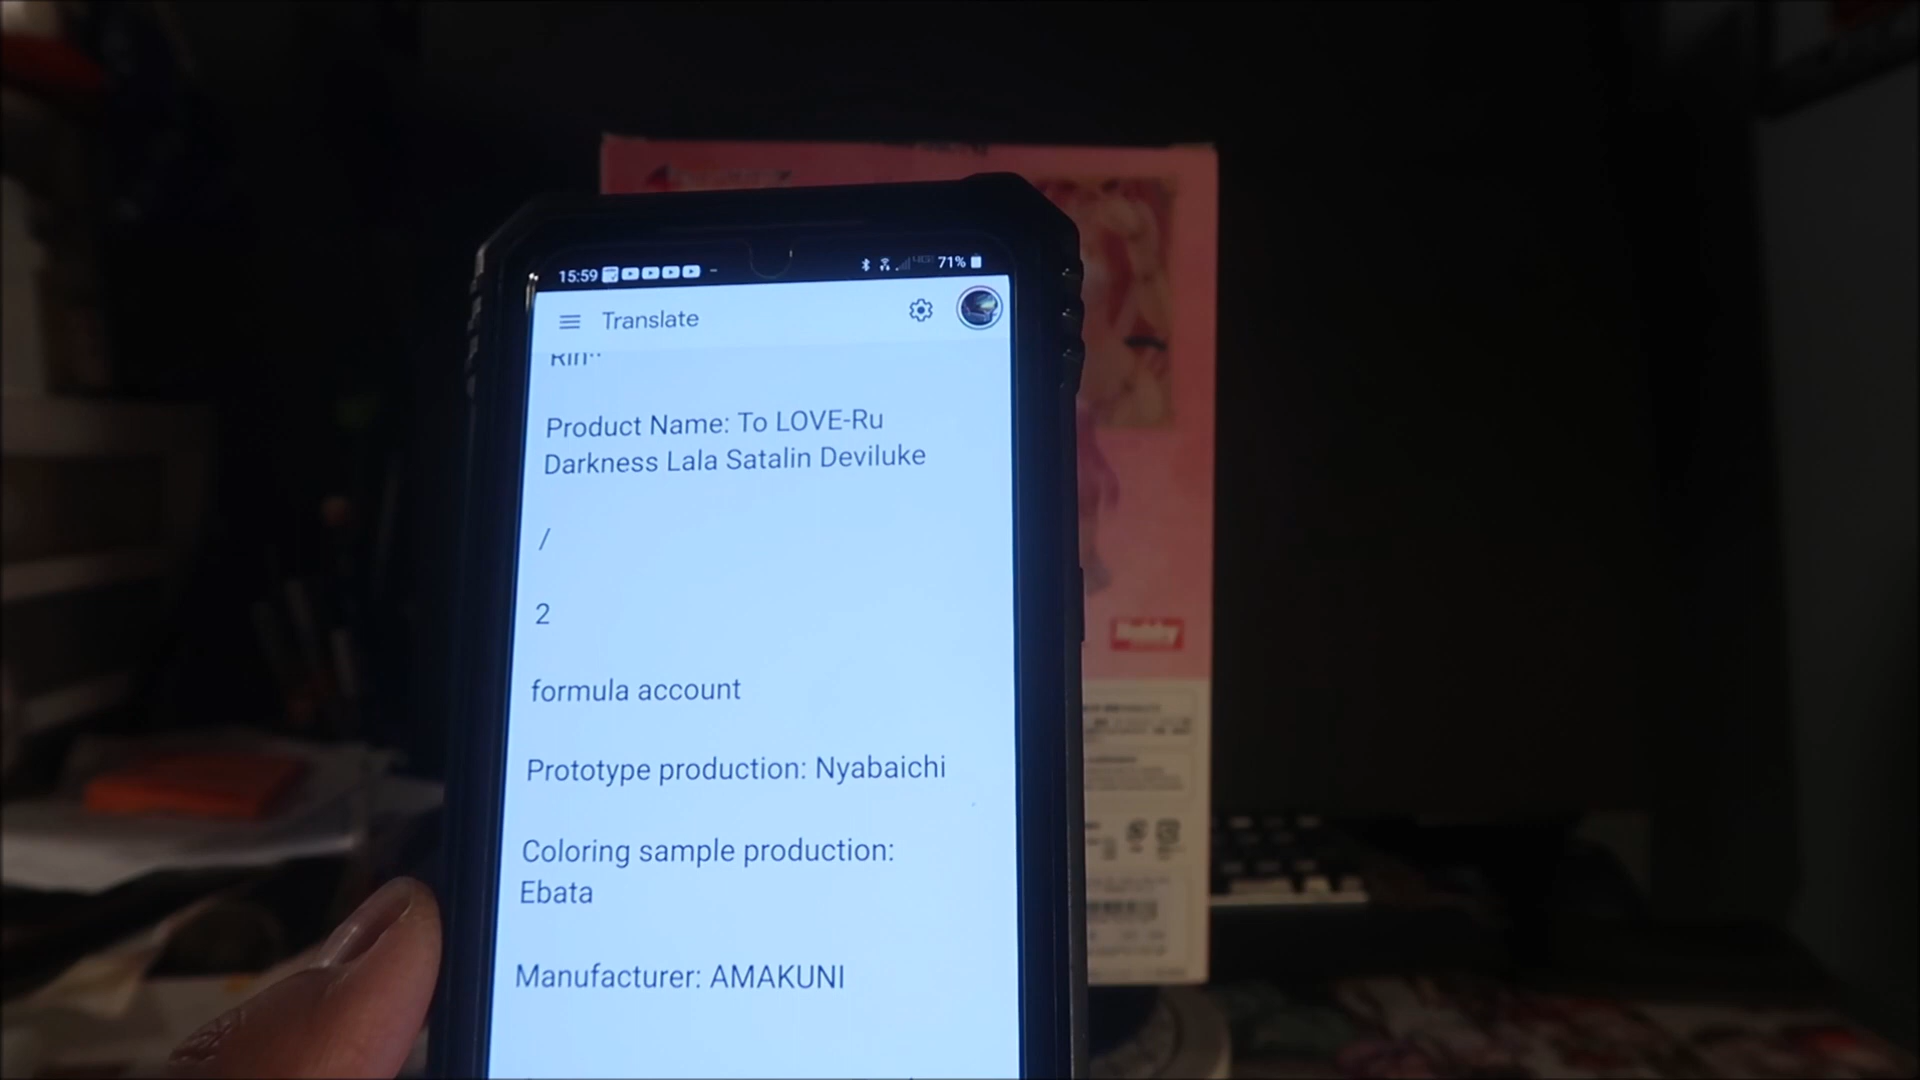 15:59
71%
Translate
Product Name: To LOVE-Ru
Darkness Lala Satalin Deviluke
/
2
formula account
Prototype production: Nyabaichi
Coloring sample production:
Ebata
Manufacturer: AMAKUNI
Hobby